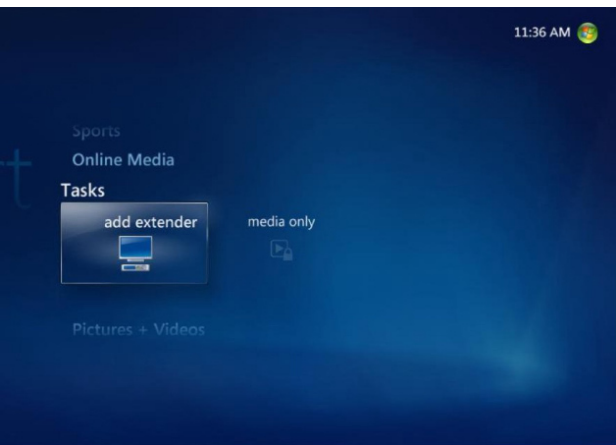 11:36 AM
Sports
Online Media
Tasks
add extender
media only
Pictures + Videos